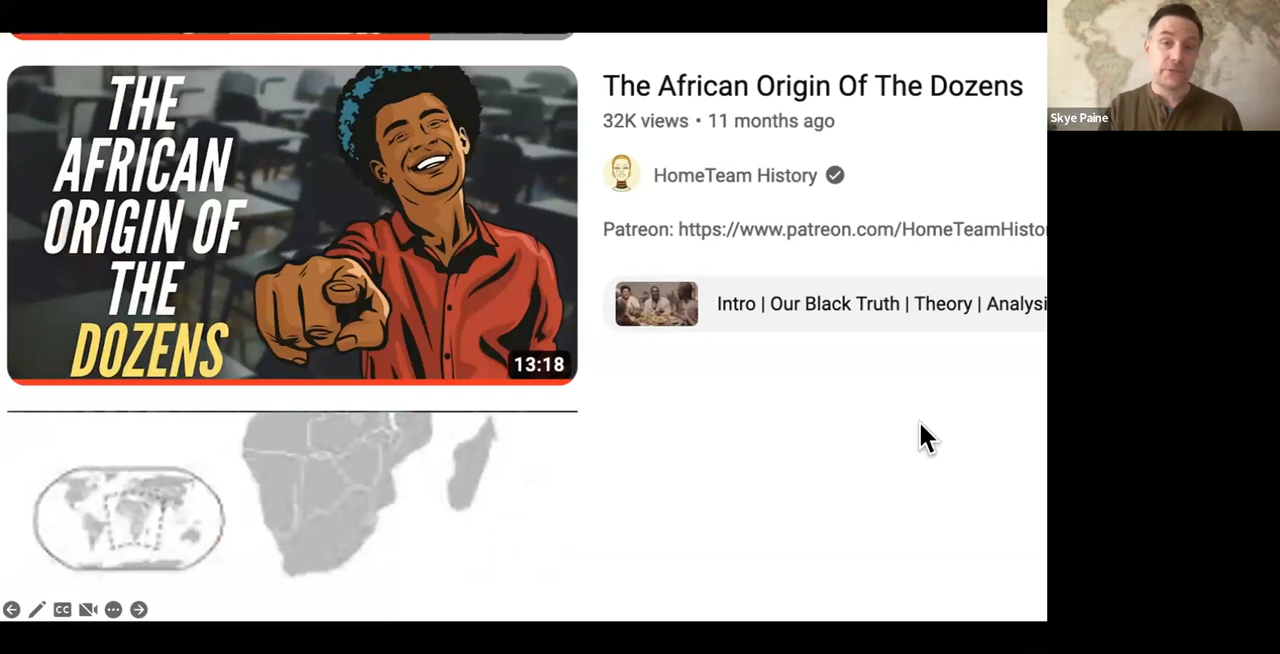 THE
AFRICAN
ORIGIN OF
THE
DOZENS
13:18
The African Origin Of The Dozens
32K views • 11 months ago
HomeTeam History
Patreon: https://www.patreon.com/HomeTeamHisto
Intro | Our Black Truth | Theory | Analysi
CC
Skye Paine